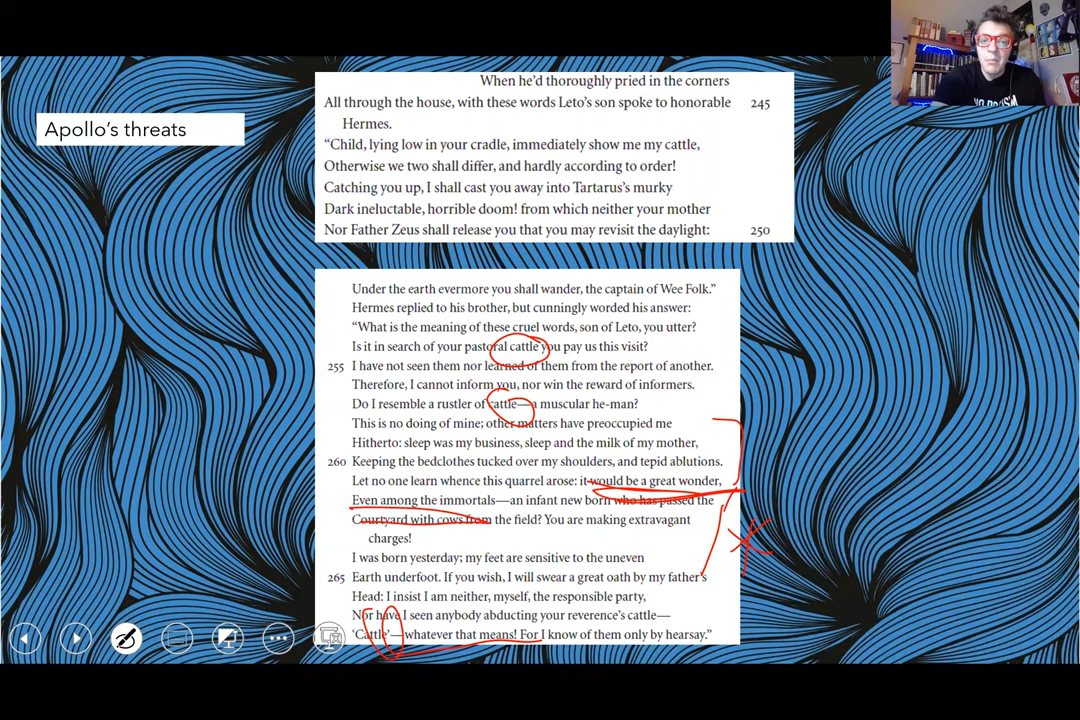 Apollo's threats
When he'd thoroughly pried in the corners
All through the house, with these words Leto's son spoke to honorable 245
Hermes.
“Child, lying low in your cradle, immediately show me my cattle,
Otherwise we two shall differ, and hardly according to order!
Catching you up, I shall cast you away into Tartarus's murky
Dark ineluctable, horrible doom! from which neither your mother
Nor Father Zeus shall release you that you may revisit the daylight: 250
Under the earth evermore you shall wander, the captain of Wee Folk.”
Hermes replied to his brother, but cunningly worded his answer:
“What is the meaning of these cruel words, son of Leto, you utter?
Is it in search of your pastoral cattle you pay us this visit?
255 I have not seen them nor learned of them from the report of another.
Therefore, I cannot inform you, nor win the reward of informers.
Do I resemble a rustler of cattle—a muscular he-man?
This is no doing of mine; other matters have preoccupied me
Hitherto: sleep was my business, sleep and the milk of my mother,
260 Keeping the bedclothes tucked over my shoulders, and tepid ablutions.
Let no one learn whence this quarrel arose: it would be a great wonder,
Even among the immortals—an infant new born who has passed the
Courtyard with cows from the field? You are making extravagant
charges!
I was born yesterday; my feet are sensitive to the uneven
265 Earth underfoot. If you wish, I will swear a great oath by my father's
Head: I insist I am neither, myself, the responsible party,
Nor have I seen anybody abducting your reverence's cattle—
‘Cattle’—whatever that means! For I know of them only by hearsay.”